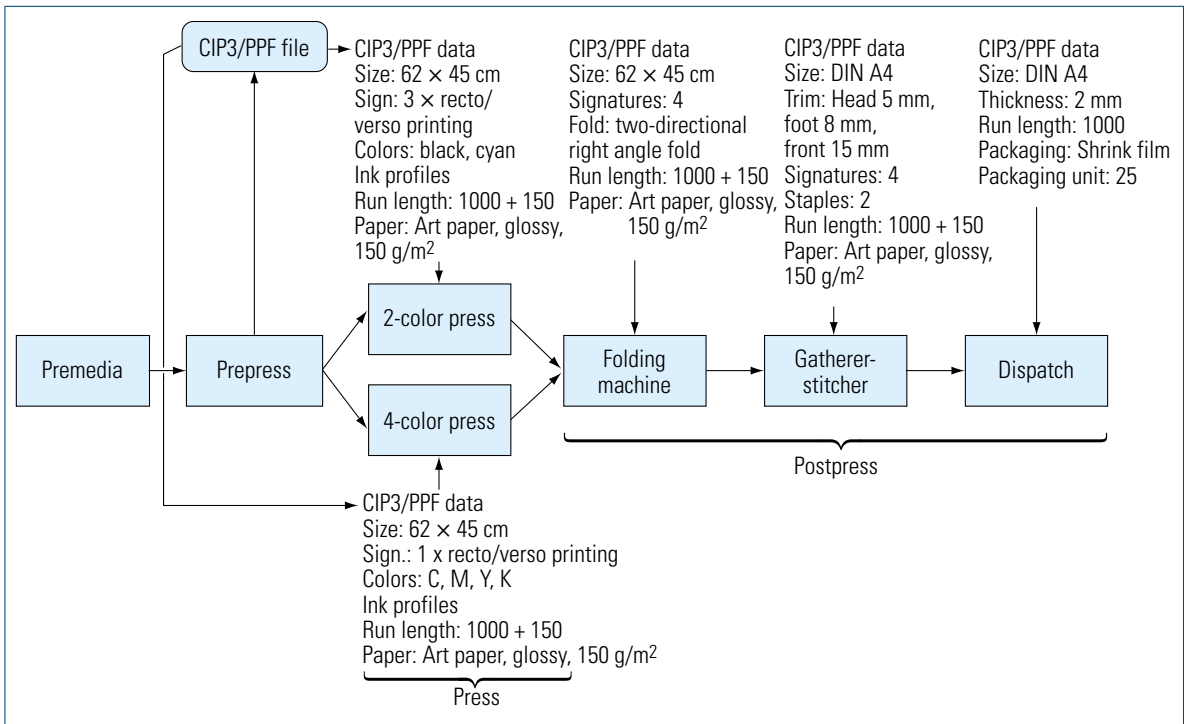 CIP3/PPF file
CIP3/PPF data
Size: 62 × 45 cm
Sign: 3 × recto/
verso printing
Colors: black, cyan
Ink profiles
Run length: 1000 + 150
Paper: Art paper, glossy,
150 g/m²
CIP3/PPF data
Size: 62 × 45 cm
Signatures: 4
Fold: two-directional
right angle fold
Run length: 1000 + 150
Paper: Art paper, glossy,
150 g/m²
CIP3/PPF data
Size: DIN A4
Trim: Head 5 mm,
foot 8 mm,
front 15 mm
Signatures: 4
Staples: 2
Run length: 1000 + 150
Paper: Art paper, glossy,
150 g/m²
CIP3/PPF data
Size: DIN A4
Thickness: 2 mm
Run length: 1000
Packaging: Shrink film
Packaging unit: 25
Premedia
Prepress
2-color press
4-color press
Folding
machine
Gatherer-
stitcher
Dispatch
Postpress
CIP3/PPF data
Size: 62 × 45 cm
Sign.: 1 x recto/verso printing
Colors: C, M, Y, K
Ink profiles
Run length: 1000 + 150
Paper: Art paper, glossy, 150 g/m²
Press